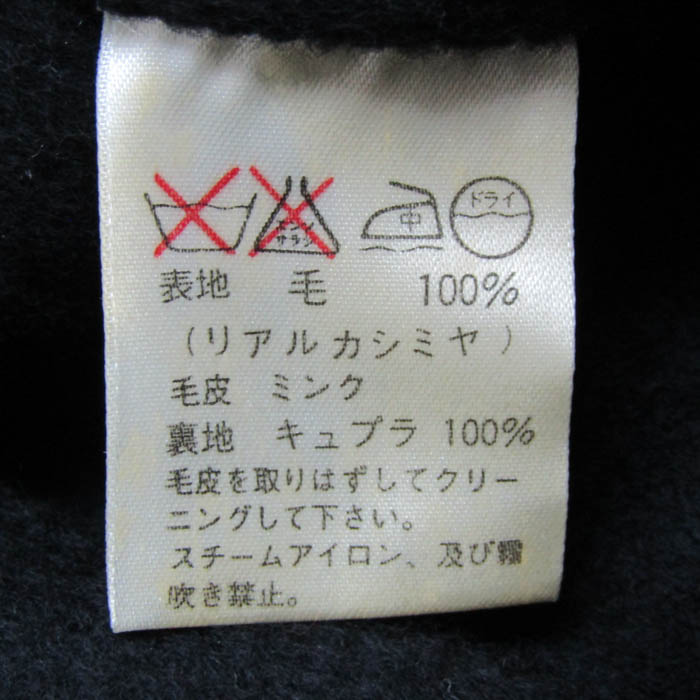 エンソ サラシ 中 ドライ
表地 毛 100%
(リアルカシミヤ)
毛皮 ミンク
裏地 キュプラ 100%
毛皮を取りはずしてクリー
ニングして下さい。
スチームアイロン、及び霧
吹き禁止。